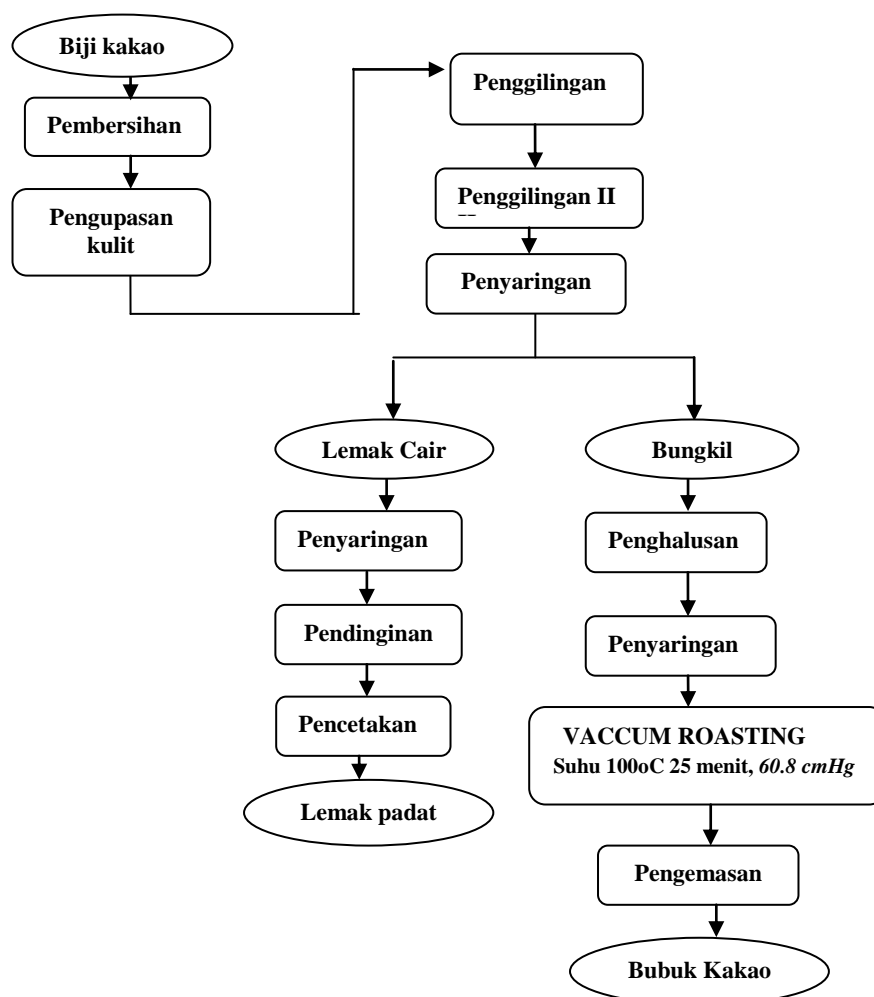 Biji kakao
Pembersihan
Pengupasan
kulit
Penggilingan
Penggilingan II
Penyaringan
Lemak Cair
Penyaringan
Pendinginan
Pencetakan
Lemak padat
Bungkil
Penghalusan
Penyaringan
VACCUM ROASTING
Suhu 100oC 25 menit, 60.8 cmHg
Pengemasan
Bubuk Kakao